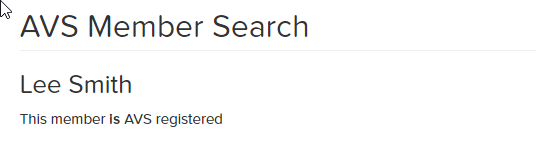 AVS Member Search
Lee Smith
This member is AVS registered